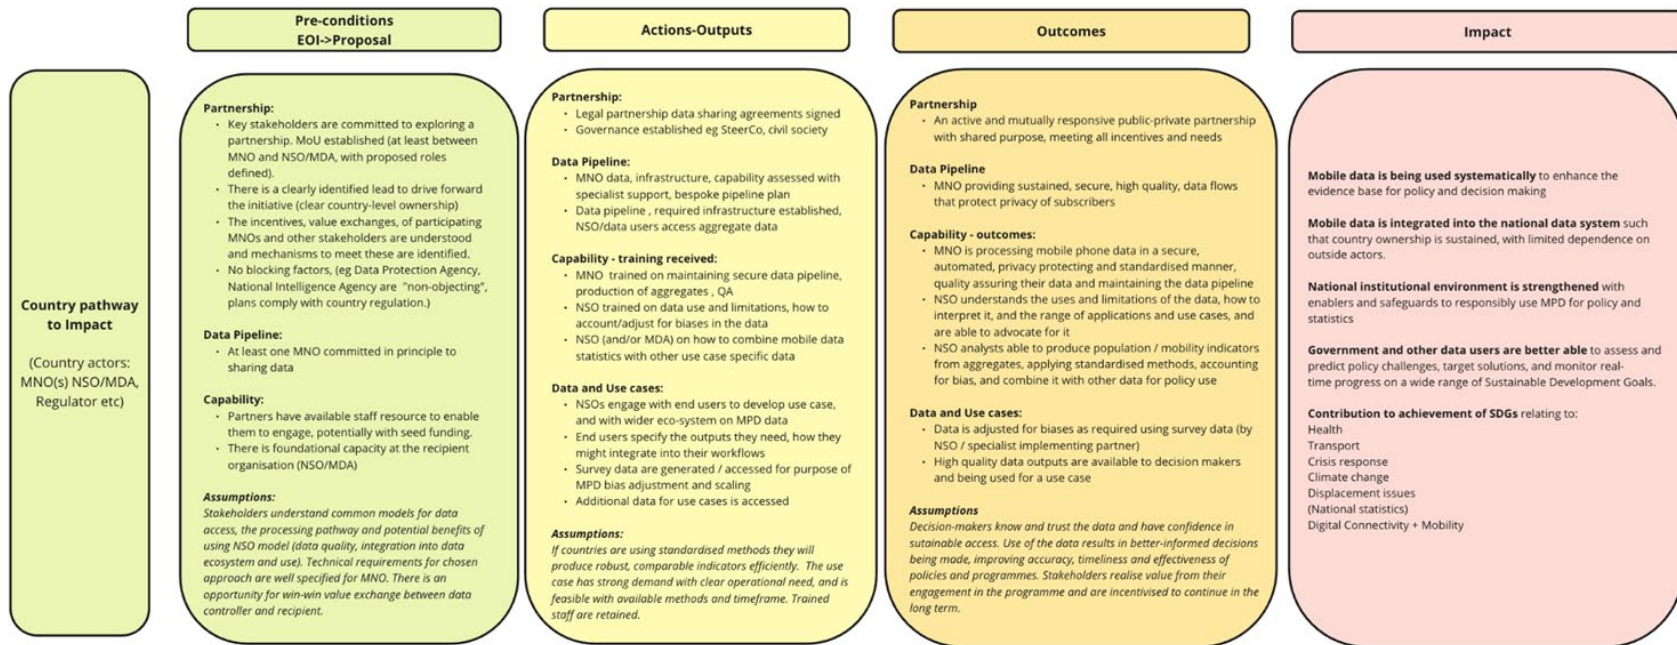 Pre-conditions
EOI->Proposal
Actions-Outputs
Outcomes
Impact
Country pathway
to Impact
(Country actors:
MNO(s) NSO/MDA,
Regulator etc)
Partnership:
• Key stakeholders are committed to exploring a
partnership. MoU established (at least between
MNO and NSO/MDA, with proposed roles
defined).
• There is a clearly identified lead to drive forward
the initiative (clear country-level ownership)
• The incentives, value exchanges, of participating
MNOs and other stakeholders are understood
and mechanisms to meet these are identified.
• No blocking factors, (eg Data Protection Agency,
National Intelligence Agency are "non-objecting",
plans comply with country regulation.)
Data Pipeline:
• At least one MNO committed in principle to
sharing data
Capability:
• Partners have available staff resource to enable
them to engage, potentially with seed funding.
• There is foundational capacity at the recipient
organisation (NSO/MDA)
Assumptions:
Stakeholders understand common models for data
access, the processing pathway and potential benefits of
using NSO model (data quality, integration into data
ecosystem and use). Technical requirements for chosen
approach are well specified for MNO. There is an
opportunity for win-win value exchange between data
controller and recipient.
Partnership:
• Legal partnership data sharing agreements signed
• Governance established eg SteerCo, civil society
Data Pipeline:
• MNO data, infrastructure, capability assessed with
specialist support, bespoke pipeline plan
• Data pipeline , required infrastructure established,
NSO/data users access aggregate data
Capability - training received:
• MNO trained on maintaining secure data pipeline,
production of aggregates , QA
• NSO trained on data use and limitations, how to
account/adjust for biases in the data
• NSO (and/or MDA) on how to combine mobile data
statistics with other use case specific data
Data and Use cases:
• NSOs engage with end users to develop use case,
and with wider eco-system on MPD data
• End users specify the outputs they need, how they
might integrate into their workflows
• Survey data are generated / accessed for purpose of
MPD bias adjustment and scaling
• Additional data for use cases is accessed
Assumptions:
If countries are using standardised methods they will
produce robust, comparable indicators efficiently. The use
case has strong demand with clear operational need, and is
feasible with available methods and timeframe. Trained
staff are retained.
Partnership
• An active and mutually responsive public-private partnership
with shared purpose, meeting all incentives and needs
Data Pipeline
• MNO providing sustained, secure, high quality, data flows
that protect privacy of subscribers
Capability - outcomes:
• MNO is processing mobile phone data in a secure,
automated, privacy protecting and standardised manner,
quality assuring their data and maintaining the data pipeline
• NSO understands the uses and limitations of the data, how to
interpret it, and the range of applications and use cases, and
are able to advocate for it
• NSO analysts able to produce population / mobility indicators
from aggregates, applying standardised methods, accounting
for bias, and combine it with other data for policy use
Data and Use cases:
• Data is adjusted for biases as required using survey data (by
NSO / specialist implementing partner)
• High quality data outputs are available to decision makers
and being used for a use case
Assumptions
Decision-makers know and trust the data and have confidence in
sutainable access. Use of the data results in better-informed decisions
being made, improving accuracy, timeliness and effectiveness of
policies and programmes. Stakeholders realise value from their
engagement in the programme and are incentivised to continue in the
long term.
Mobile data is being used systematically to enhance the
evidence base for policy and decision making
Mobile data is integrated into the national data system such
that country ownership is sustained, with limited dependence on
outside actors.
National institutional environment is strengthened with
enablers and safeguards to responsibly use MPD for policy and
statistics
Government and other data users are better able to assess and
predict policy challenges, target solutions, and monitor real-
time progress on a wide range of Sustainable Development Goals.
Contribution to achievement of SDGs relating to:
Health
Transport
Crisis response
Climate change
Displacement issues
(National statistics)
Digital Connectivity + Mobility